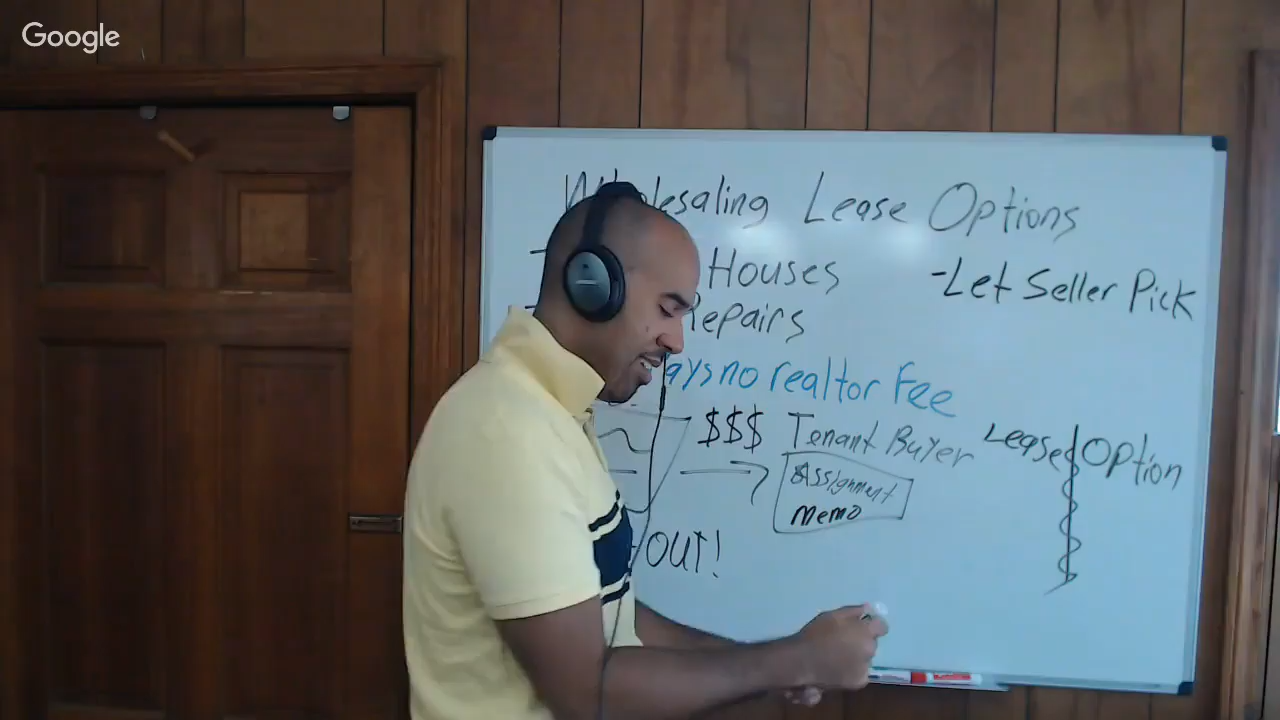 Google
Wholesaling Lease Options
Houses
-Let Seller Pick
Repairs
ays no realtor Fee
$$$ Tenant Buyer
Lease Option
Assignment
Memo
OUT!